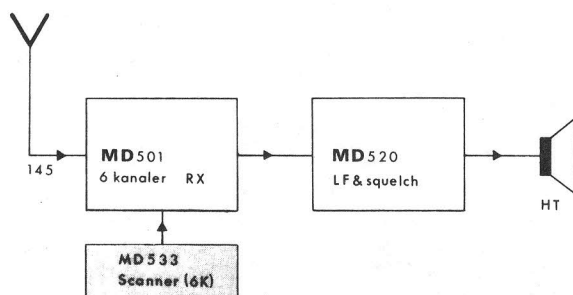 145
MD501
6 kanaler RX
MD520
LF & squelch
HT
MD533
Scanner (6K)